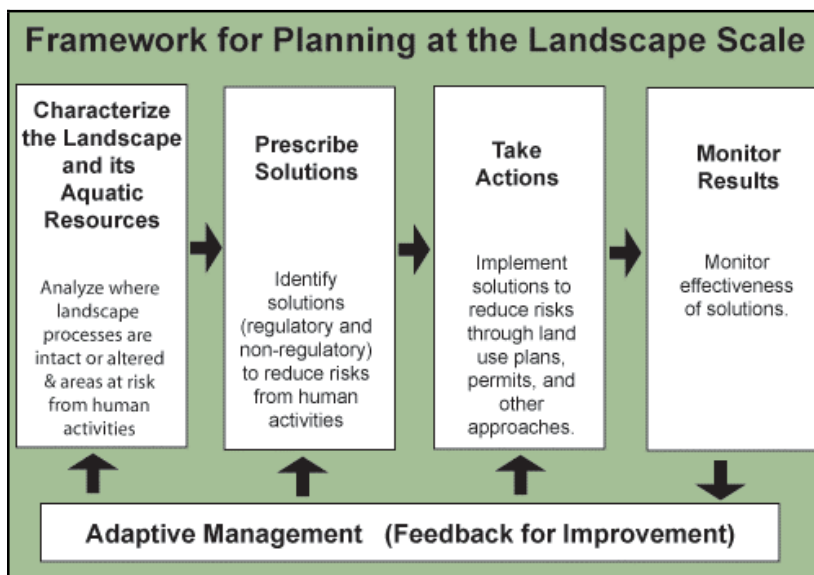 Framework for Planning at the Landscape Scale
Characterize
the Landscape
and its
Aquatic
Resources
Analyze where
landscape
processes are
intact or altered
& areas at risk
from human
activities
Prescribe
Solutions
Identify
solutions
(regulatory and
non-regulatory)
to reduce risks
from human
activities
Take
Actions
Implement
solutions to
reduce risks
through land
use plans,
permits, and
other
approaches.
Monitor
Results
Monitor
effectiveness
of solutions.
Adaptive Management (Feedback for Improvement)